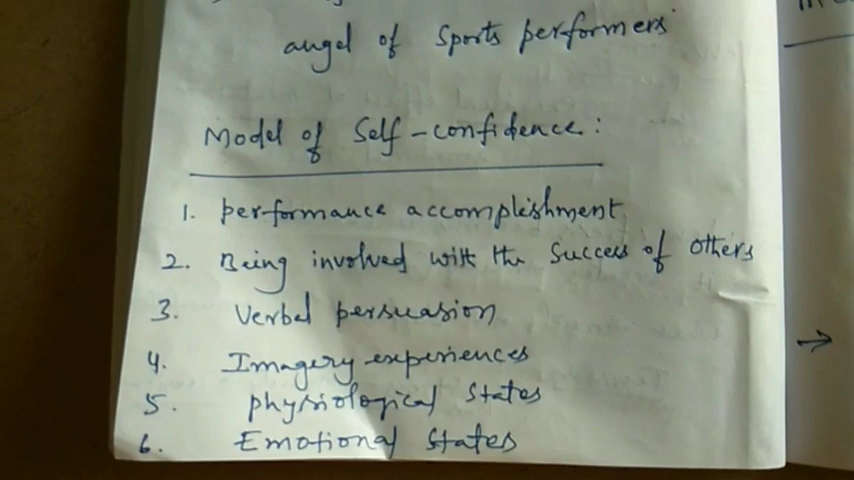 angel of Sports performers
Model of Self-confidence:
1. performance accomplishment
2. Being involved with the Success of others
3. Verbal persuasion
4. Imagery experiences
5. physiological States
6. Emotional States
→